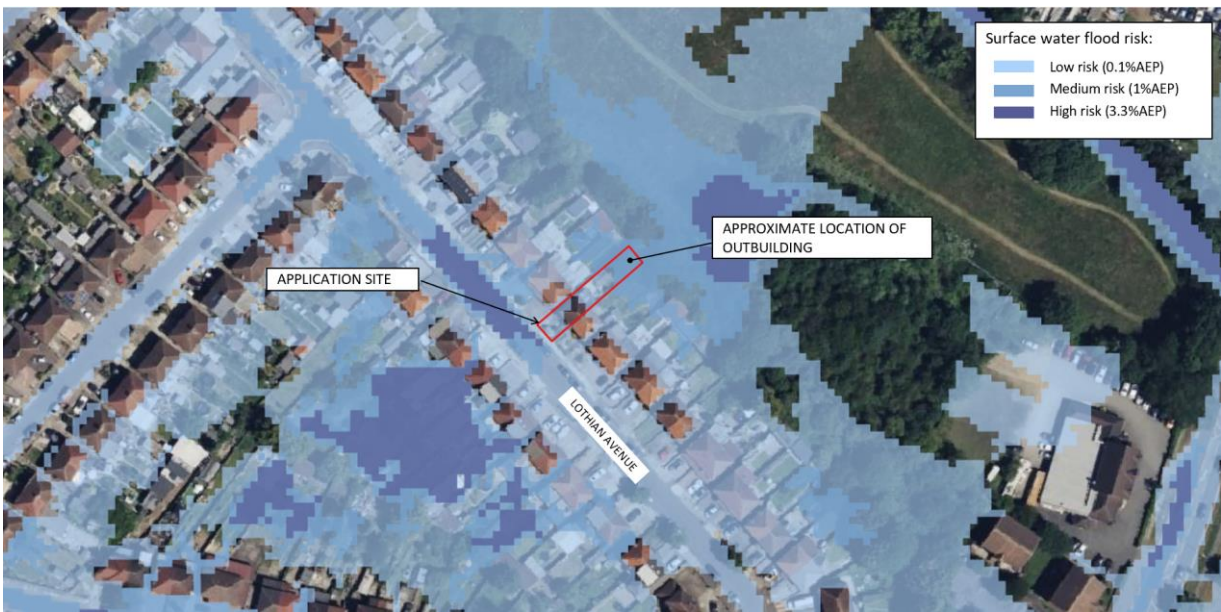 Surface water flood risk:
Low risk (0.1%AEP)
Medium risk (1%AEP)
High risk (3.3%AEP)
APPROXIMATE LOCATION OF
OUTBUILDING
APPLICATION SITE
LOTHIAN AVENUE